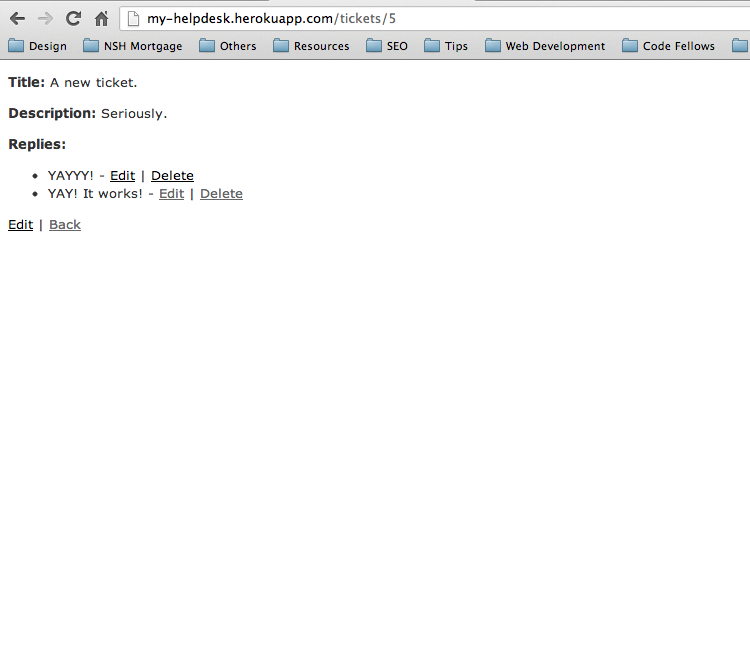 my-helpdesk.herokuapp.com/tickets/5
Design NSH Mortgage Others Resources SEO Tips Web Development Code Fellows
Title: A new ticket.
Description: Seriously.
Replies:
• YAYYY! - Edit | Delete
• YAY! It works! - Edit | Delete
Edit | Back